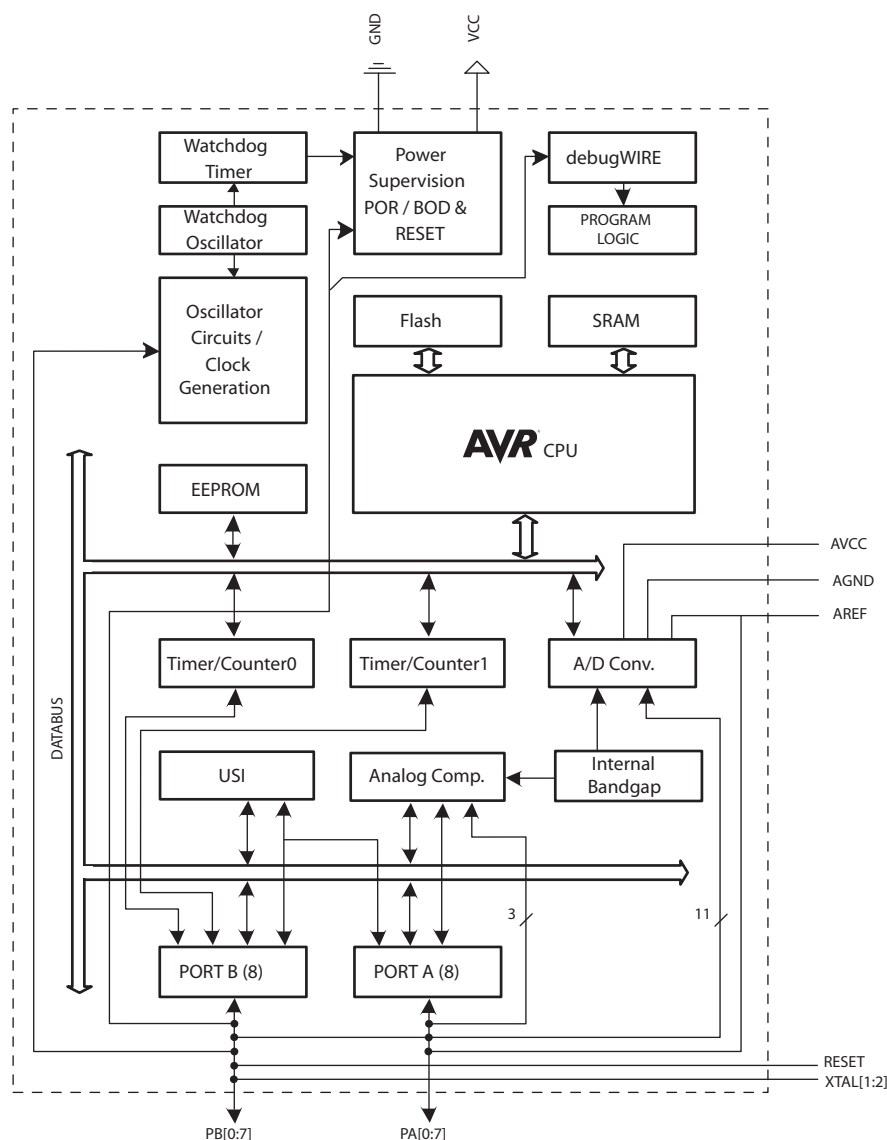 GND
VCC
Watchdog
Timer
Power
Supervision
POR / BOD &
RESET
debugWIRE
Watchdog
Oscillator
PROGRAM
LOGIC
Oscillator
Circuits /
Clock
Generation
Flash
SRAM
AVR CPU
EEPROM
AVCC
AGND
AREF
Timer/Counter0
Timer/Counter1
A/D Conv.
DATABUS
USI
Analog Comp.
Internal
Bandgap
3
11
PORT B (8)
PORT A (8)
RESET
XTAL[1:2]
PB[0:7]
PA[0:7]